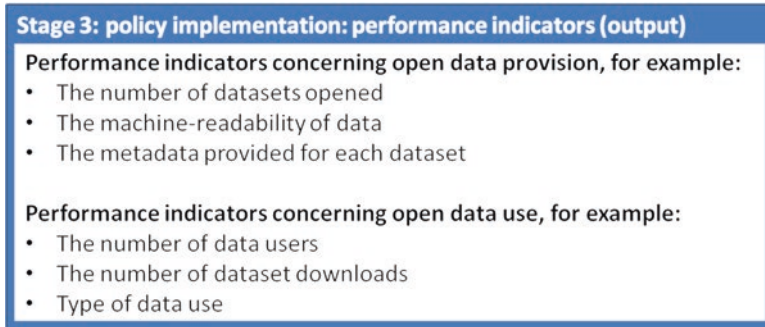 Stage 3: policy implementation: performance indicators (output)
Performance indicators concerning open data provision, for example:
• The number of datasets opened
• The machine-readability of data
• The metadata provided for each dataset
Performance indicators concerning open data use, for example:
• The number of data users
• The number of dataset downloads
• Type of data use